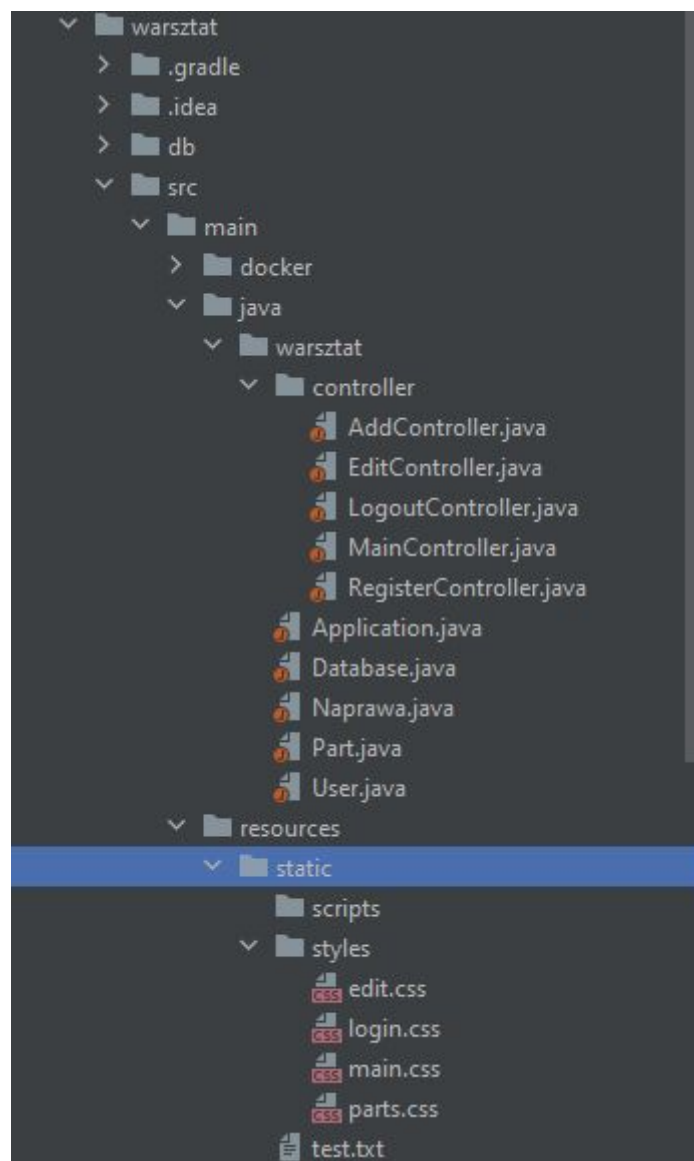 warsztat
.gradle
.idea
db
src
main
docker
java
warsztat
controller
AddController.java
EditController.java
LogoutController.java
MainController.java
RegisterController.java
Application.java
Database.java
Naprawa.java
Part.java
User.java
resources
static
scripts
styles
edit.css
login.css
main.css
parts.css
test.txt